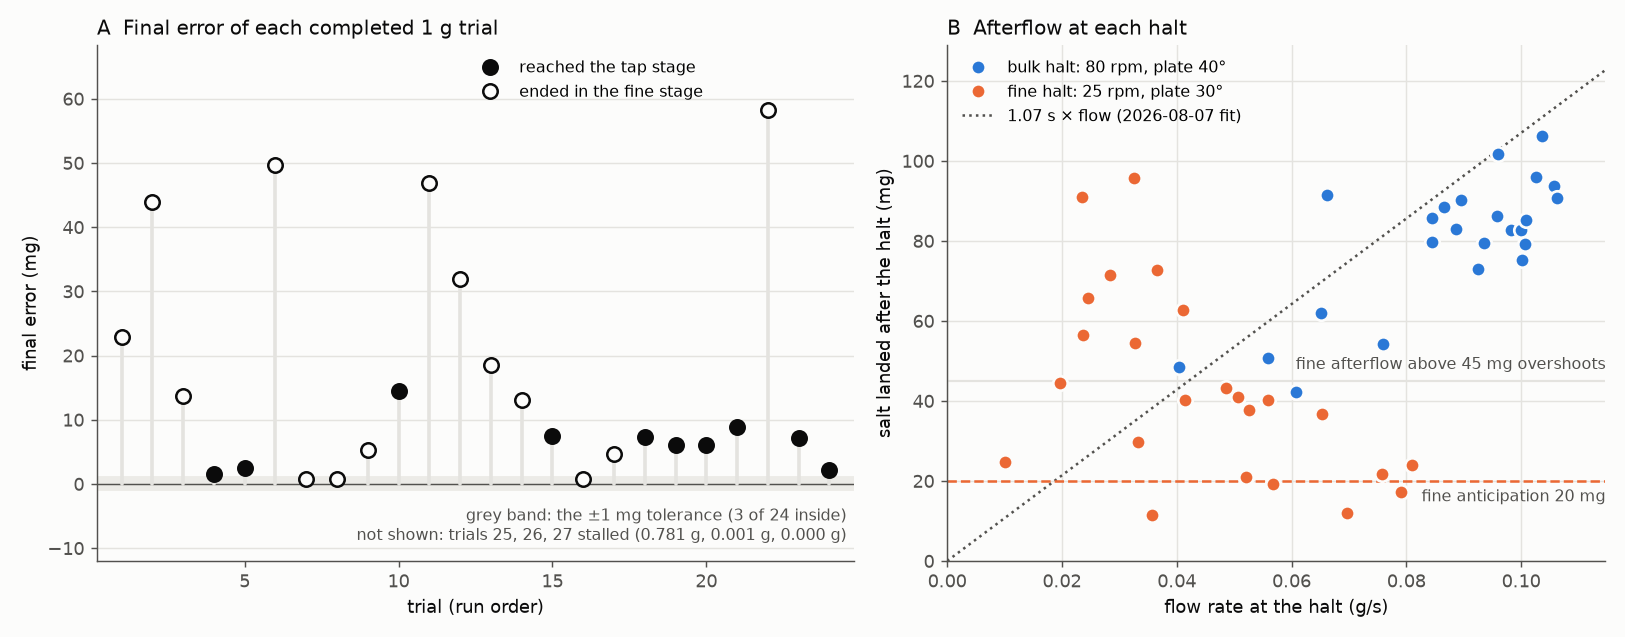 A  Final error of each completed 1 g trial
reached the tap stage
ended in the fine stage
final error (mg)
60
50
40
30
20
10
0
−10
grey band: the ±1 mg tolerance (3 of 24 inside)
not shown: trials 25, 26, 27 stalled (0.781 g, 0.001 g, 0.000 g)
5
10
15
20
trial (run order)
B  Afterflow at each halt
bulk halt: 80 rpm, plate 40°
fine halt: 25 rpm, plate 30°
1.07 s × flow (2026-08-07 fit)
salt landed after the halt (mg)
120
100
80
60
40
20
0
fine afterflow above 45 mg overshoots
fine anticipation 20 mg
0.00
0.02
0.04
0.06
0.08
0.10
flow rate at the halt (g/s)